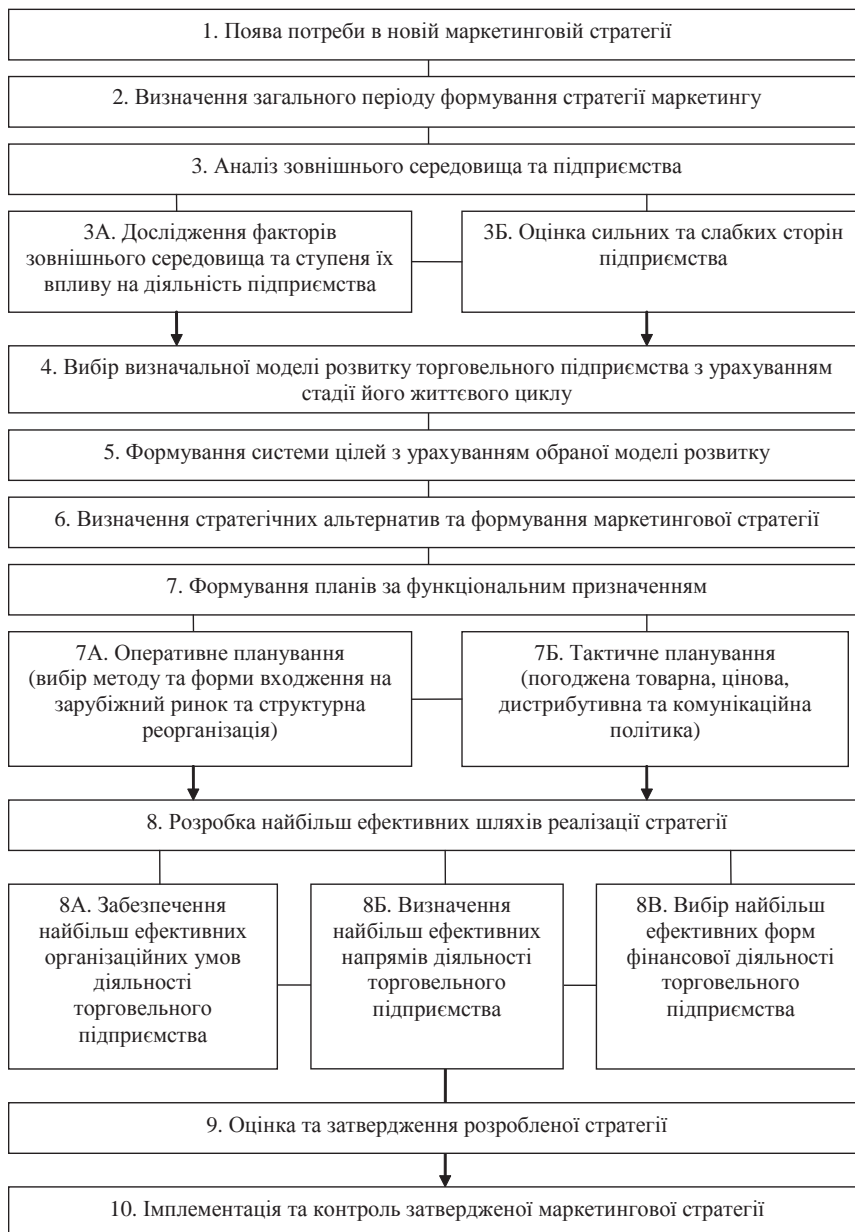 1. Поява потреби в новій маркетинговій стратегії
2. Визначення загального періоду формування стратегії маркетингу
3. Аналіз зовнішнього середовища та підприємства
3А. Дослідження факторів
зовнішнього середовища та ступеня їх
впливу на діяльність підприємства
3Б. Оцінка сильних та слабких сторін
підприємства
4. Вибір визначальної моделі розвитку торговельного підприємства з урахуванням
стадії його життєвого циклу
5. Формування системи цілей з урахуванням обраної моделі розвитку
6. Визначення стратегічних альтернатив та формування маркетингової стратегії
7. Формування планів за функціональним призначенням
7А. Оперативне планування
(вибір методу та форми входження на
зарубіжний ринок та структурна
реорганізація)
7Б. Тактичне планування
(погоджена товарна, цінова,
дистрибутивна та комунікаційна
політика)
8. Розробка найбільш ефективних шляхів реалізації стратегії
8А. Забезпечення
найбільш ефективних
організаційних умов
діяльності
торговельного
підприємства
8Б. Визначення
найбільш ефективних
напрямів діяльності
торговельного
підприємства
8В. Вибір найбільш
ефективних форм
фінансової діяльності
торговельного
підприємства
9. Оцінка та затвердження розробленої стратегії
10. Імплементація та контроль затвердженої маркетингової стратегії